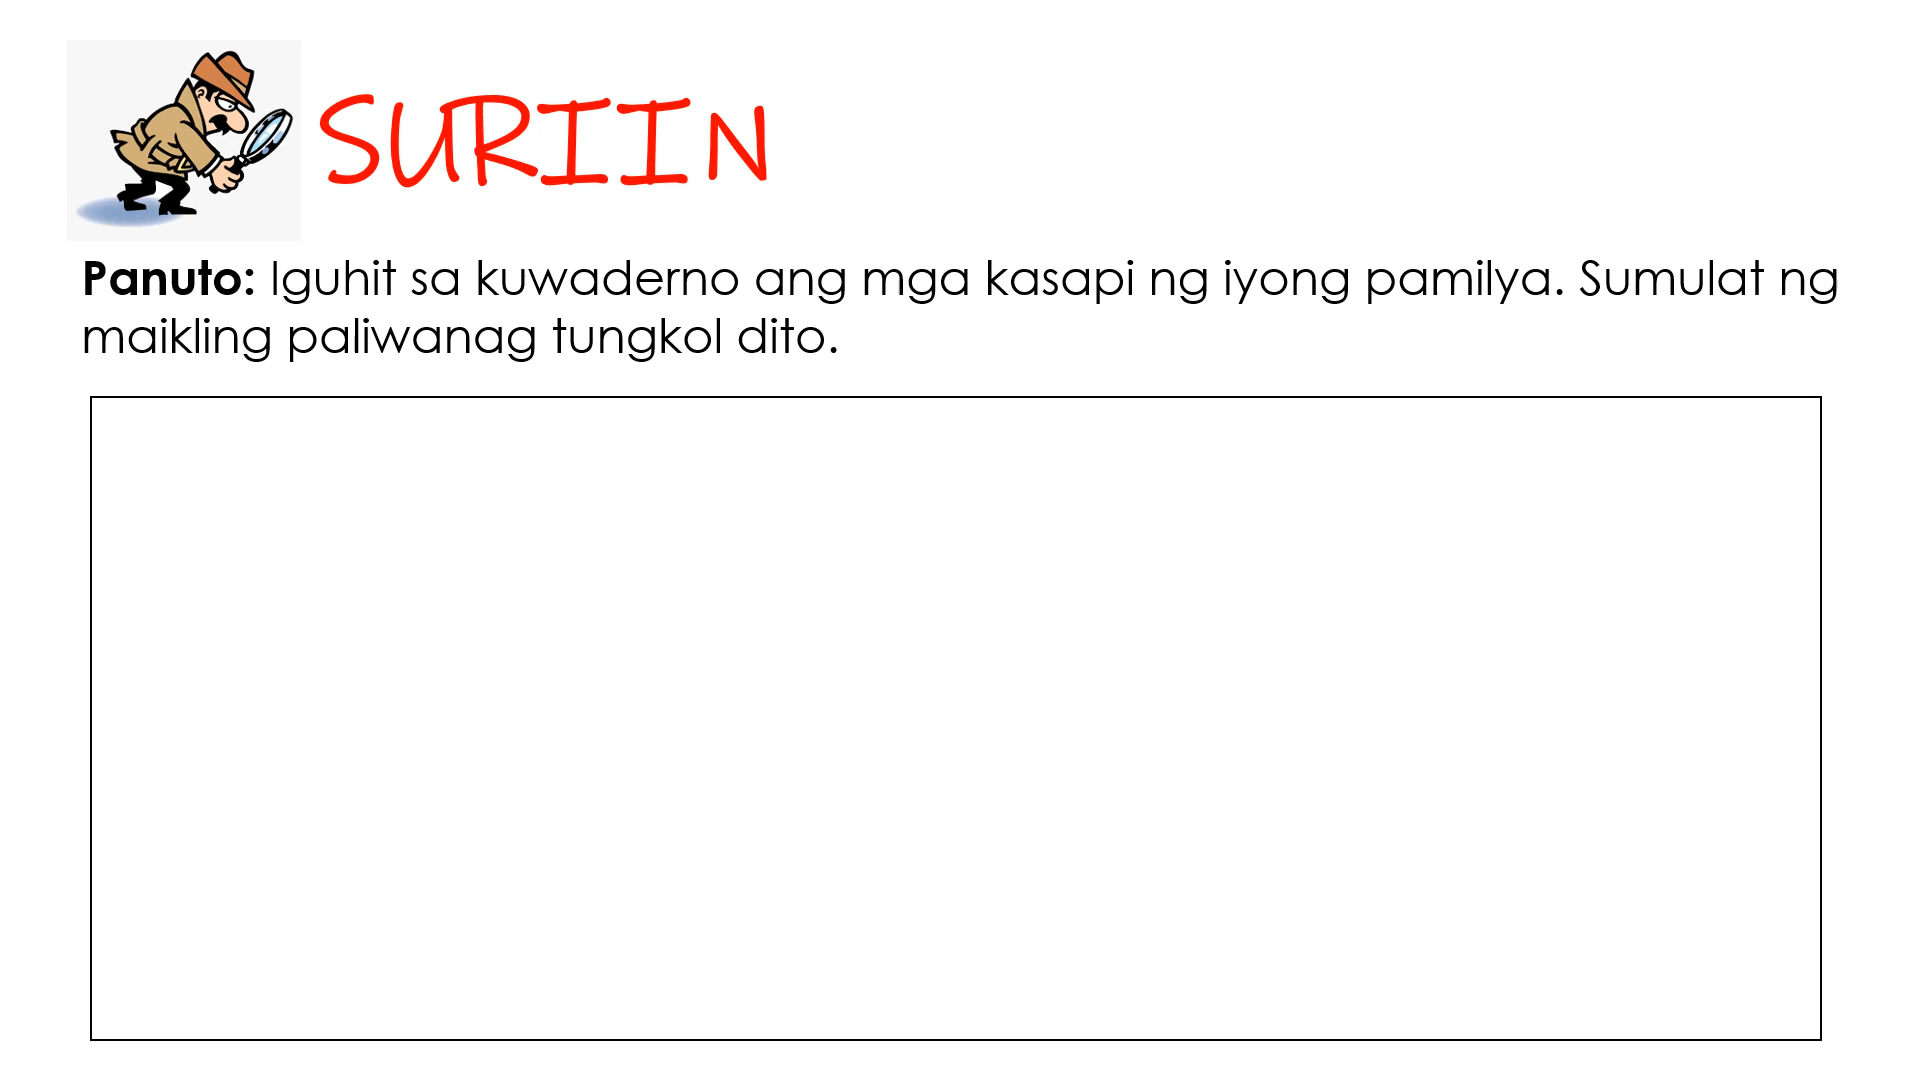 SURIIN
Panuto: Iguhit sa kuwaderno ang mga kasapi ng iyong pamilya. Sumulat ng
maikling paliwanag tungkol dito.